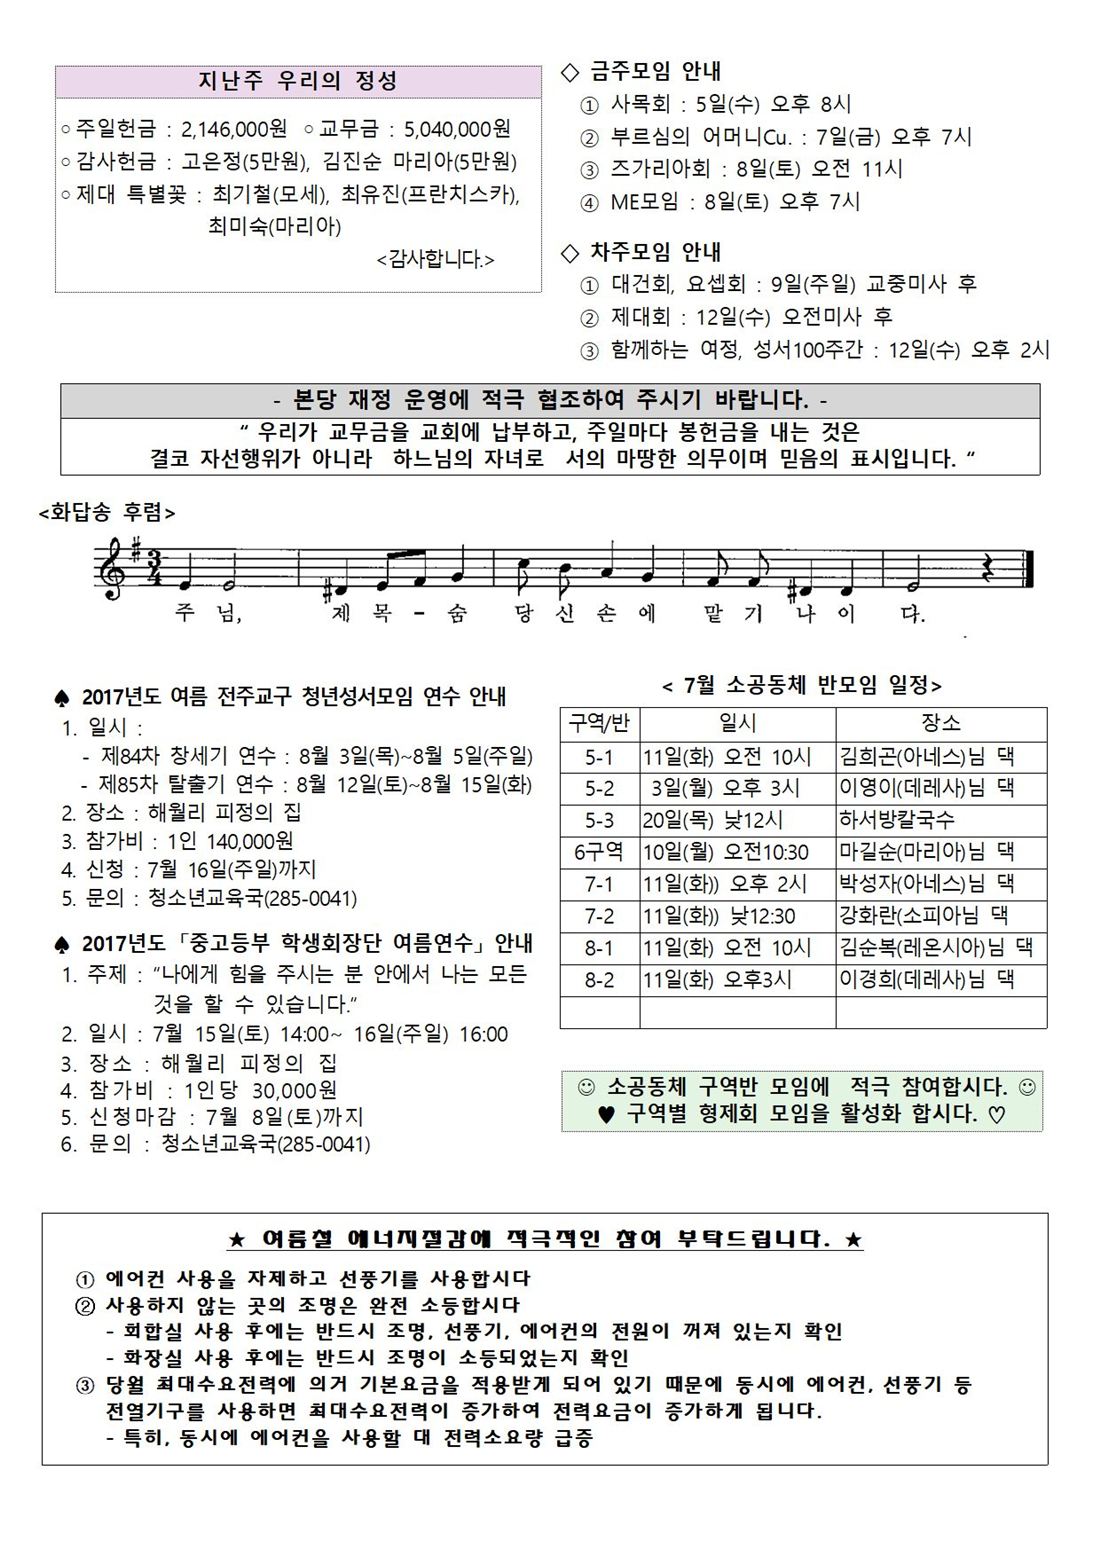 지난주 우리의 정성
○ 주일헌금 : 2,146,000원 ○ 교무금 : 5,040,000원
○ 감사헌금 : 고은정(5만원), 김진순 마리아(5만원)
○ 제대 특별꽃 : 최기철(모세), 최유진(프란치스카),
최미숙(마리아)
<감사합니다.>
◇ 금주모임 안내
① 사목회 : 5일(수) 오후 8시
② 부르심의 어머니Cu. : 7일(금) 오후 7시
③ 즈가리아회 : 8일(토) 오전 11시
④ ME모임 : 8일(토) 오후 7시
◇ 차주모임 안내
① 대건회, 요셉회 : 9일(주일) 교중미사 후
② 제대회 : 12일(수) 오전미사 후
③ 함께하는 여정, 성서100주간 : 12일(수) 오후 2시
- 본당 재정 운영에 적극 협조하여 주시기 바랍니다. -
“ 우리가 교무금을 교회에 납부하고, 주일마다 봉헌금을 내는 것은
결코 자선행위가 아니라 하느님의 자녀로 서의 마땅한 의무이며 믿음의 표시입니다. “
<화답송 후렴>
3
4
주 님, 제 목 - 숨 당 신 손 에 맡 기 나 이 다.
♠ 2017년도 여름 전주교구 청년성서모임 연수 안내
1. 일시 :
- 제84차 창세기 연수 : 8월 3일(목)~8월 5일(주일)
- 제85차 탈출기 연수 : 8월 12일(토)~8월 15일(화)
2. 장소 : 해월리 피정의 집
3. 참가비 : 1인 140,000원
4. 신청 : 7월 16일(주일)까지
5. 문의 : 청소년교육국(285-0041)
♠ 2017년도 「중고등부 학생회장단 여름연수」 안내
1. 주제 : “나에게 힘을 주시는 분 안에서 나는 모든
것을 할 수 있습니다.”
2. 일시 : 7월 15일(토) 14:00~ 16일(주일) 16:00
3. 장소 : 해월리 피정의 집
4. 참가비 : 1인당 30,000원
5. 신청마감 : 7월 8일(토)까지
6. 문의 : 청소년교육국(285-0041)
< 7월 소공동체 반모임 일정>
구역/반 일시 장소
5-1 11일(화) 오전 10시 김희곤(아네스)님 댁
5-2 3일(월) 오후 3시 이영이(데레사)님 댁
5-3 20일(목) 낮12시 하서방칼국수
6구역 10일(월) 오전10:30 마길순(마리아)님 댁
7-1 11일(화)) 오후 2시 박성자(아네스)님 댁
7-2 11일(화)) 낮12:30 강화란(소피아님 댁
8-1 11일(화) 오전 10시 김순복(레온시아)님 댁
8-2 11일(화) 오후3시 이경희(데레사)님 댁
☺ 소공동체 구역반 모임에 적극 참여합시다. ☺
♥ 구역별 형제회 모임을 활성화 합시다. ♡
★ 여름철 에너지절감에 적극적인 참여 부탁드립니다. ★
① 에어컨 사용을 자제하고 선풍기를 사용합시다
② 사용하지 않는 곳의 조명은 완전 소등합시다
- 회합실 사용 후에는 반드시 조명, 선풍기, 에어컨의 전원이 꺼져 있는지 확인
- 화장실 사용 후에는 반드시 조명이 소등되었는지 확인
③ 당월 최대수요전력에 의거 기본요금을 적용받게 되어 있기 때문에 동시에 에어컨, 선풍기 등
전열기구를 사용하면 최대수요전력이 증가하여 전력요금이 증가하게 됩니다.
- 특히, 동시에 에어컨을 사용할 대 전력소요량 급증